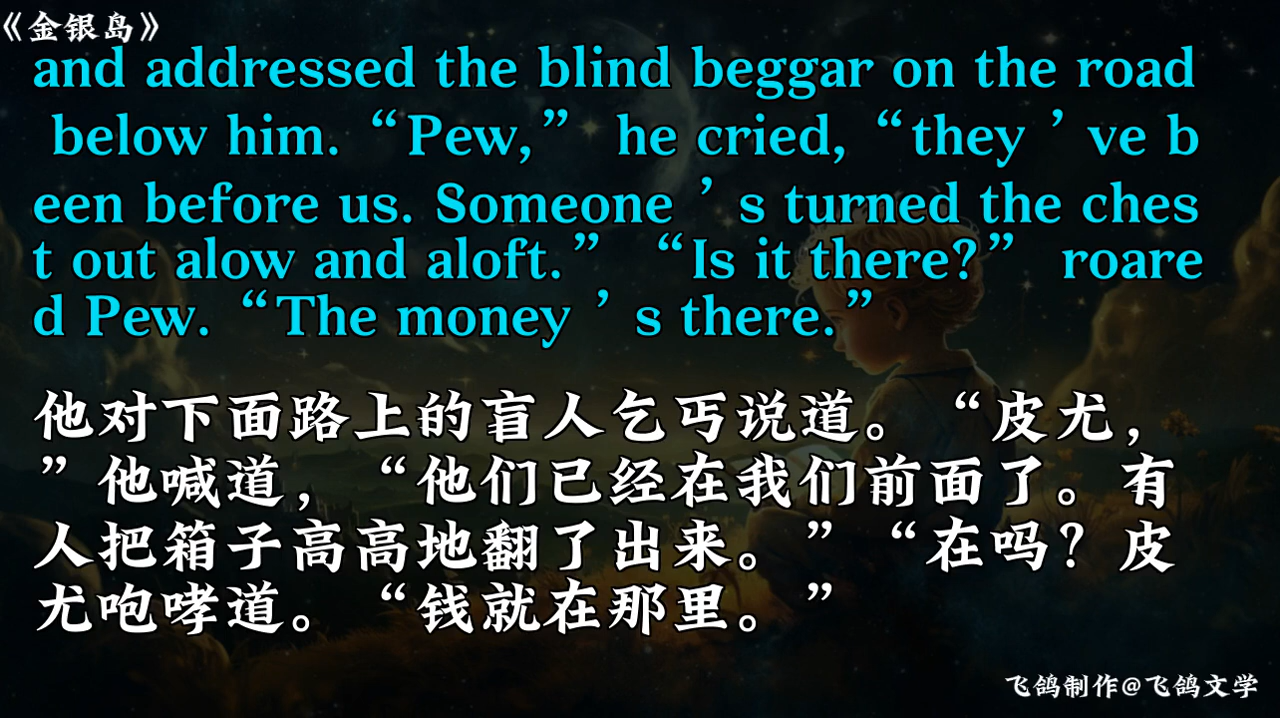 《金银岛》
and addressed the blind beggar on the road
below him. “Pew,” he cried, “they’ve b
een before us. Someone’s turned the ches
t out alow and aloft.” “Is it there?” roare
d Pew. “The money’s there.”
他对下面路上的盲人乞丐说道。 “皮尤，
”他喊道，“他们已经在我们前面了。有
人把箱子高高地翻了出来。” “在吗？皮
尤咆哮道。“钱就在那里。”
飞鸽制作@飞鸽文学